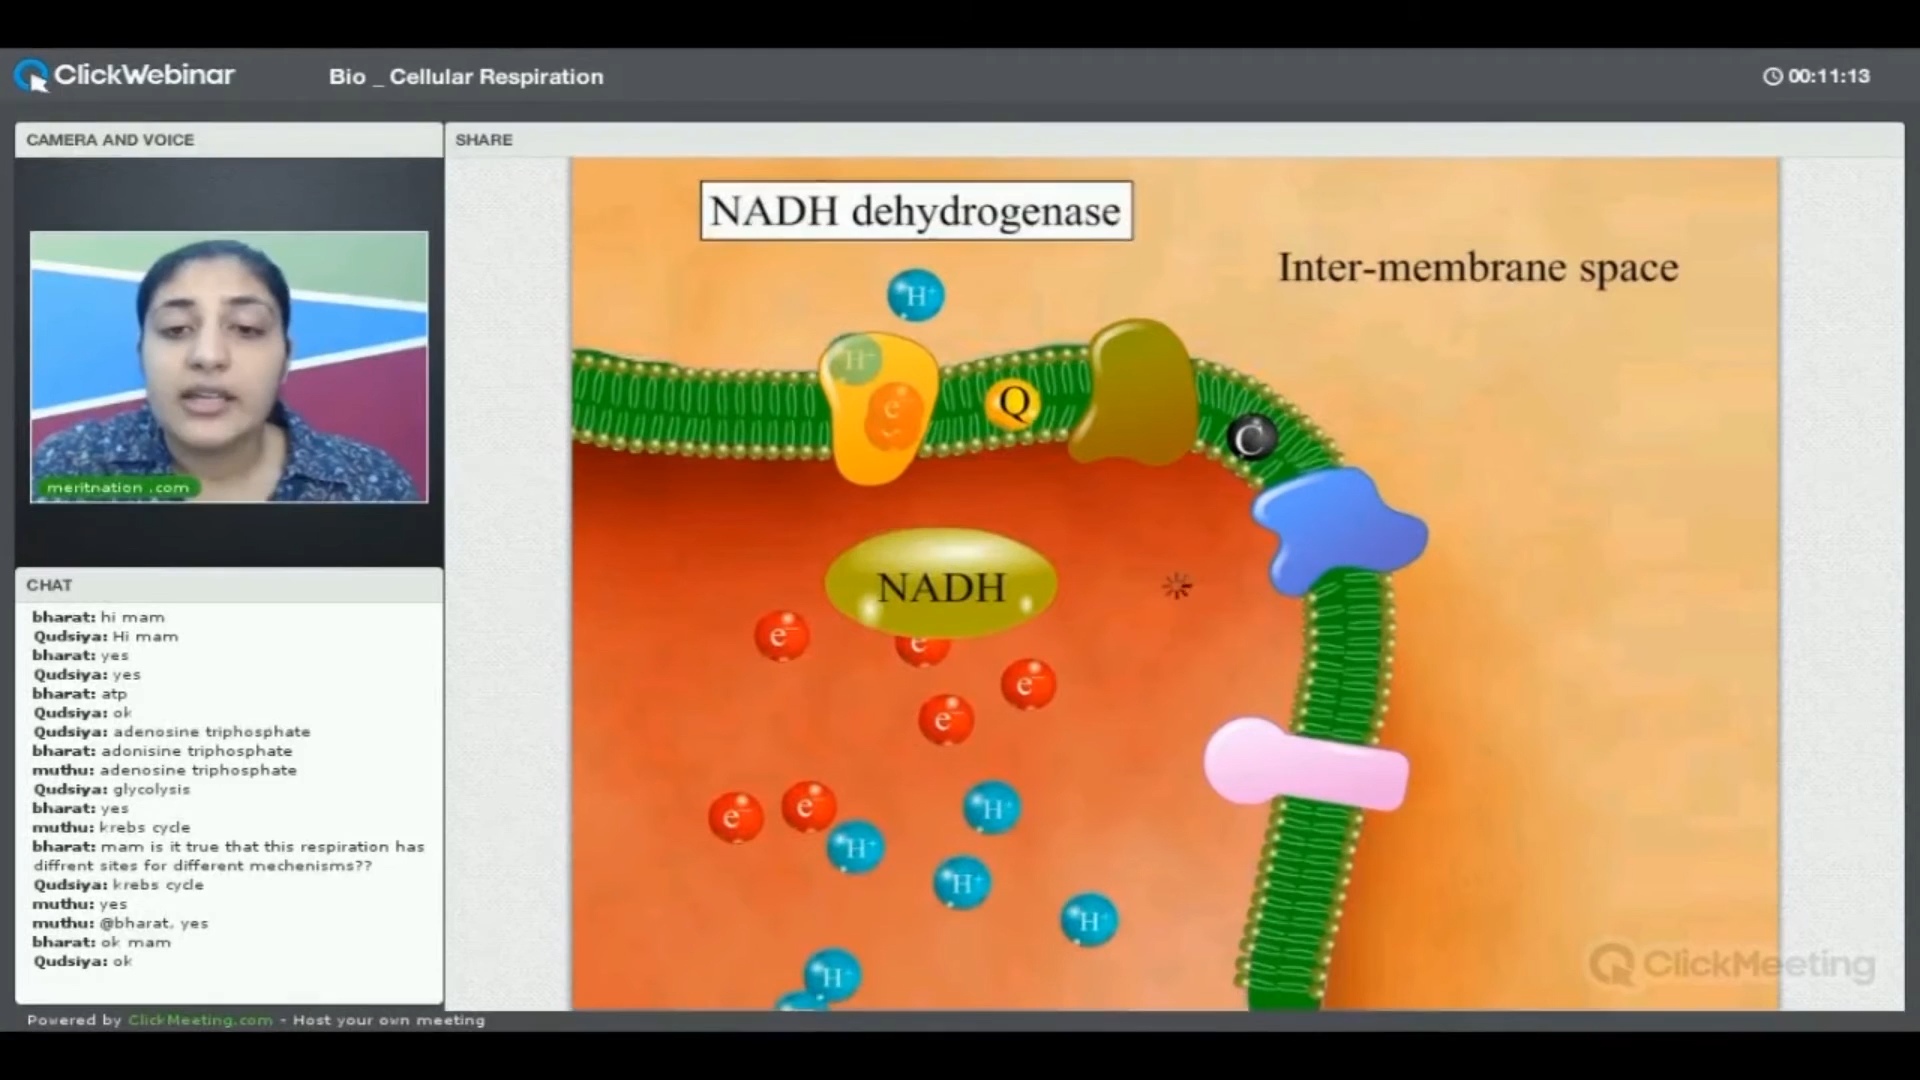 ClickWebinar
Bio _ Cellular Respiration
00:11:13
CAMERA AND VOICE
meritnation .com
CHAT
bharat: hi mam
Qudsiya: Hi mam
bharat: yes
Qudsiya: yes
bharat: atp
Qudsiya: ok
Qudsiya: adenosine triphosphate
bharat: adonisine triphosphate
muthu: adenosine triphosphate
Qudsiya: glycolysis
bharat: yes
muthu: krebs cycle
bharat: mam is it true that this respiration has
diffrent sites for different mechenisms??
Qudsiya: krebs cycle
muthu: yes
muthu: @bharat, yes
bharat: ok mam
Qudsiya: ok
SHARE
NADH dehydrogenase
Inter-membrane space
H⁺
H⁺
e⁻
Q
C
NADH
e⁻
e⁻
e⁻
e⁻
e⁻
e⁻
H⁺
H⁺
H⁺
H⁺
H⁺
ClickMeeting
Powered by ClickMeeting.com - Host your own meeting